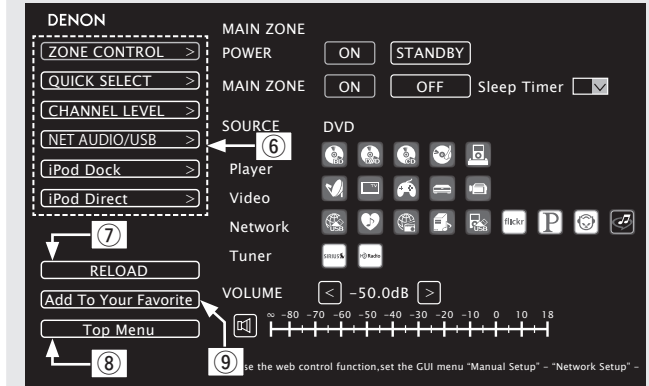 DENON
ZONE CONTROL >
QUICK SELECT >
CHANNEL LEVEL >
NET AUDIO/USB >
iPod Dock >
iPod Direct >
⑥
⑦
RELOAD
Add To Your Favorite
Top Menu
⑧
⑨
MAIN ZONE
POWER ON STANDBY
MAIN ZONE ON OFF Sleep Timer
SOURCE DVD
Player
Video
Network
flickr P
Tuner
SIRIUS HD Radio
VOLUME < -50.0dB >
∞ -80 -70 -60 -50 -40 -30 -20 -10 0 10 18
se the web control function,set the GUI menu “Manual Setup” – “Network Setup” –